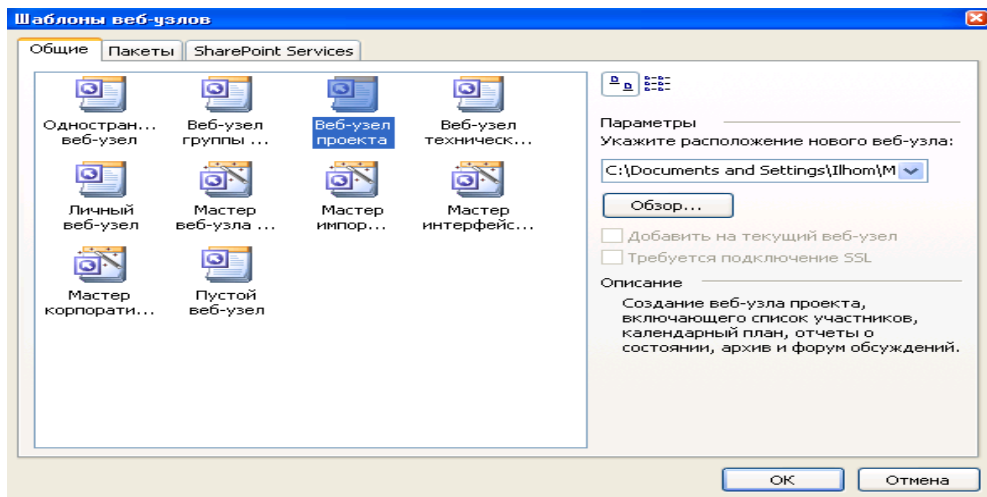 Шаблоны веб-узлов
Общие
Пакеты
SharePoint Services
Одностран...
веб-узел
Веб-узел
группы ...
Веб-узел
проекта
Веб-узел
техническ...
Личный
веб-узел
Мастер
веб-узла ...
Мастер
импор...
Мастер
интерфейс...
Мастер
корпорати...
Пустой
веб-узел
Параметры
Укажите расположение нового веб-узла:
C:\Documents and Settings\Ilhom\M
Обзор...
Добавить на текущий веб-узел
Требуется подключение SSL
Описание
Создание веб-узла проекта,
включающего список участников,
календарный план, отчеты о
состоянии, архив и форум обсуждений.
ОК
Отмена